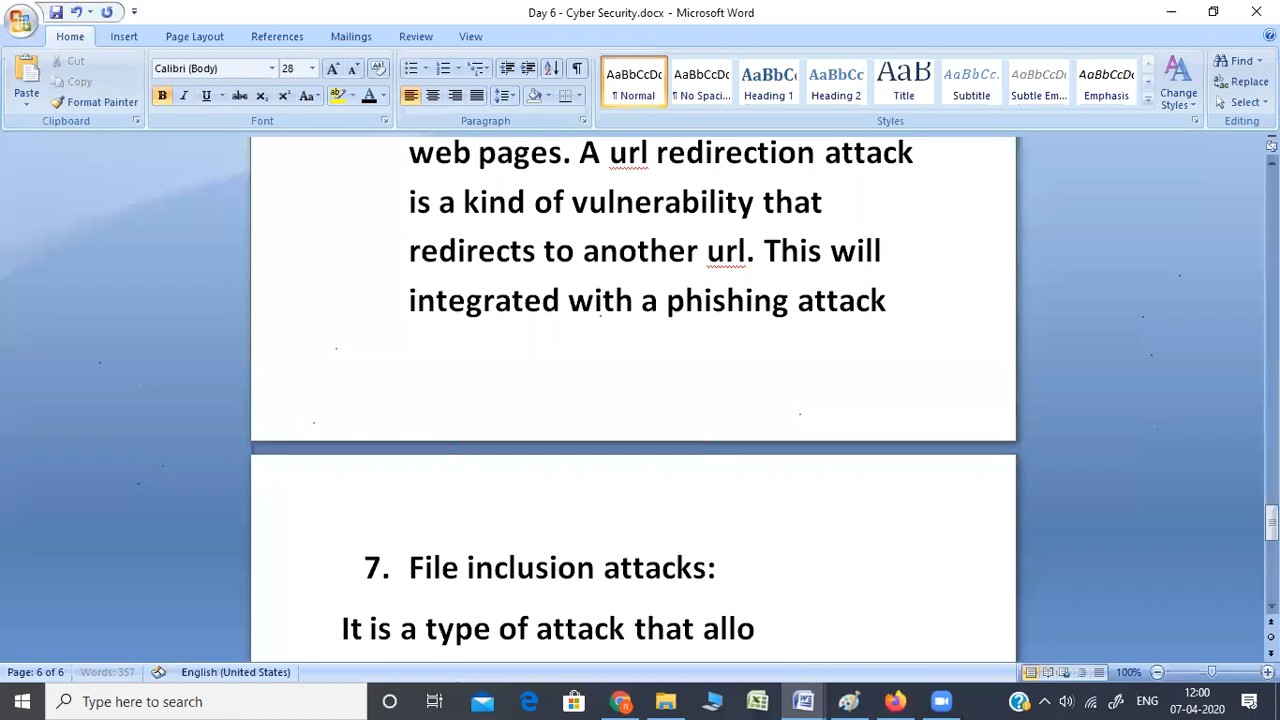 Day 6 - Cyber Security.docx - Microsoft Word
Home Insert Page Layout References Mailings Review View
Paste
Cut
Copy
Format Painter
Clipboard
Calibri (Body) 28
Font
Paragraph
AaBbCcDc AaBbCcDc AaBbC AaBbCc AaB AaBbCc. AaBbCcDc AaBbCcDc
¶ Normal ¶ No Spaci... Heading 1 Heading 2 Title Subtitle Subtle Em... Emphasis
Styles
Change Styles
Find
Replace
Select
Editing
web pages. A url redirection attack
is a kind of vulnerability that
redirects to another url. This will
integrated with a phishing attack
7. File inclusion attacks:
It is a type of attack that allo
Page: 6 of 6 Words: 357 English (United States) 100%
Type here to search
ENG
12:00
07-04-2020